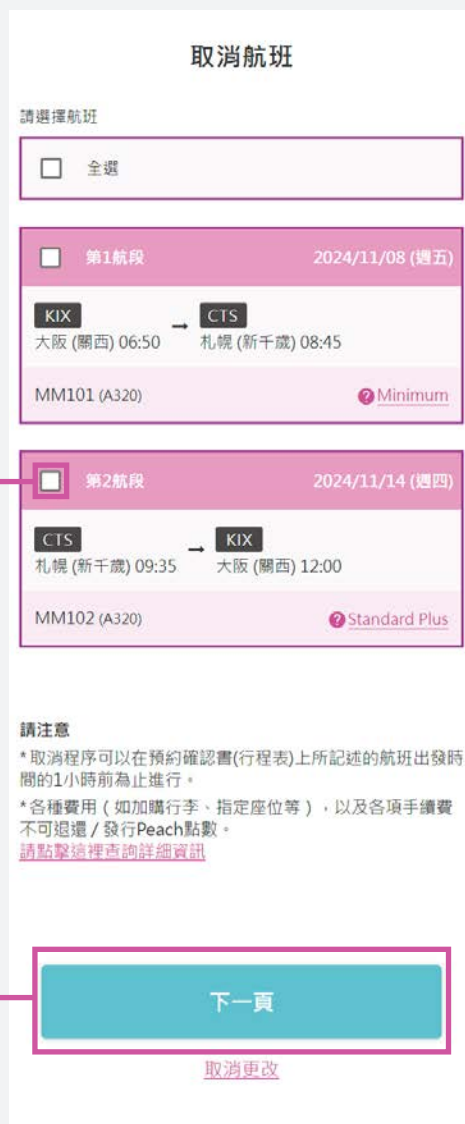 取消航班
請選擇航班
全選
第1航段 2024/11/08 (週五)
KIX → CTS
大阪 (關西) 06:50 札幌 (新千歲) 08:45
MM101 (A320) ? Minimum
第2航段 2024/11/14 (週四)
CTS → KIX
札幌 (新千歲) 09:35 大阪 (關西) 12:00
MM102 (A320) ? Standard Plus
請注意
*取消程序可以在預約確認書(行程表)上所記述的航班出發時
間的1小時前為止進行。
*各種費用 ( 如加購行李、指定座位等 ) ，以及各項手續費
不可退還 / 發行Peach點數。
請點擊這裡查詢詳細資訊
下一頁
取消更改